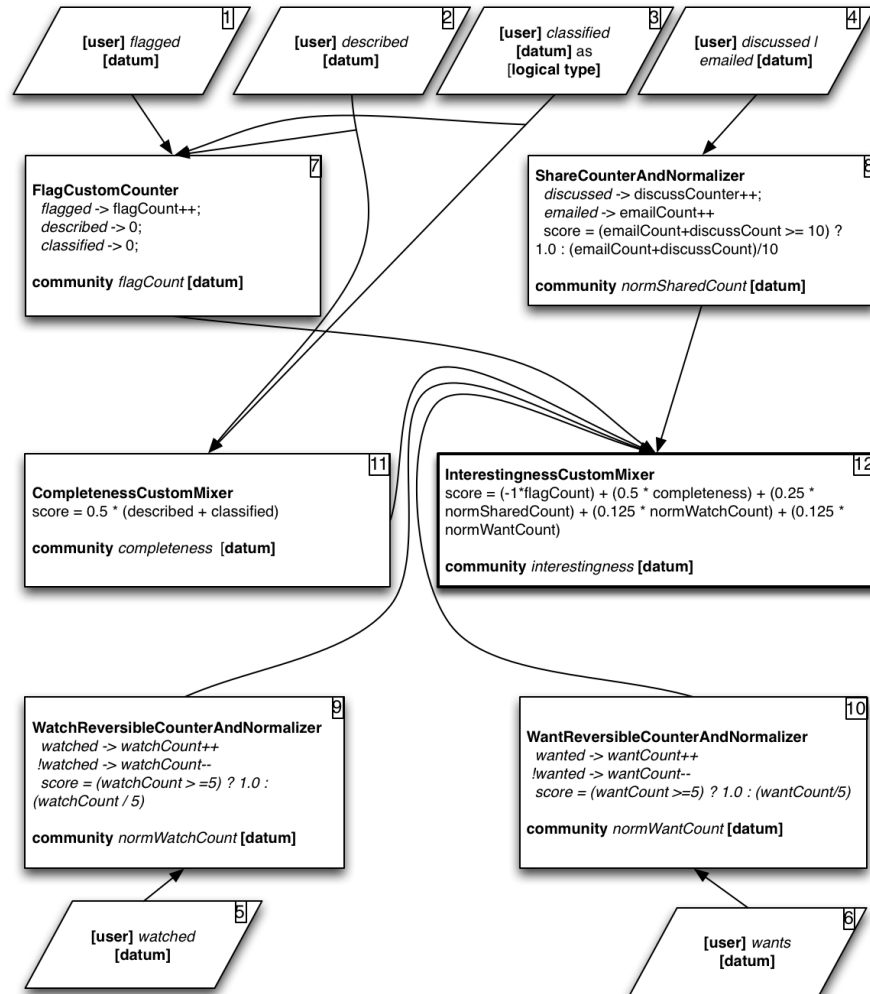 1
[user] flagged
[datum]
2
[user] described
[datum]
3
[user] classified
[datum] as
[logical type]
4
[user] discussed |
emailed [datum]
7
FlagCustomCounter
flagged -> flagCount++;
described -> 0;
classified -> 0;
community flagCount [datum]
8
ShareCounterAndNormalizer
discussed -> discussCounter++;
emailed -> emailCount++
score = (emailCount+discussCount >= 10) ?
1.0 : (emailCount+discussCount)/10
community normSharedCount [datum]
11
CompletenessCustomMixer
score = 0.5 * (described + classified)
community completeness [datum]
12
InterestingnessCustomMixer
score = (-1*flagCount) + (0.5 * completeness) + (0.25 *
normSharedCount) + (0.125 * normWatchCount) + (0.125 *
normWantCount)
community interestingness [datum]
9
WatchReversibleCounterAndNormalizer
watched -> watchCount++
!watched -> watchCount--
score = (watchCount > =5) ? 1.0 :
(watchCount / 5)
community normWatchCount [datum]
10
WantReversibleCounterAndNormalizer
wanted -> wantCount++
!wanted -> wantCount--
score = (wantCount >=5) ? 1.0 : (wantCount/5)
community normWantCount [datum]
5
[user] watched
[datum]
6
[user] wants
[datum]